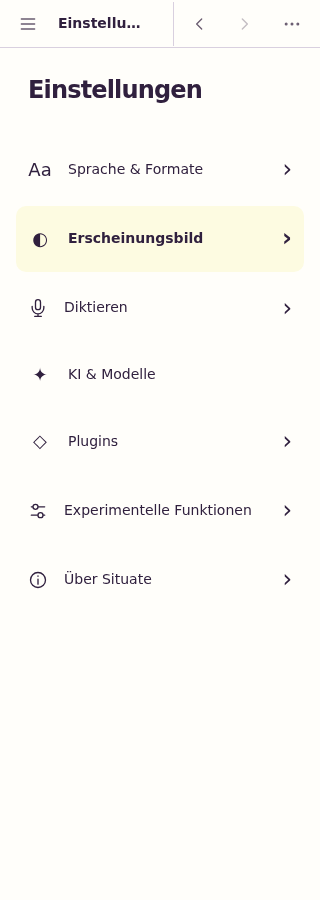 Einstellu...
Einstellungen
Aa Sprache & Formate
Erscheinungsbild
Diktieren
KI & Modelle
Plugins
Experimentelle Funktionen
Über Situate